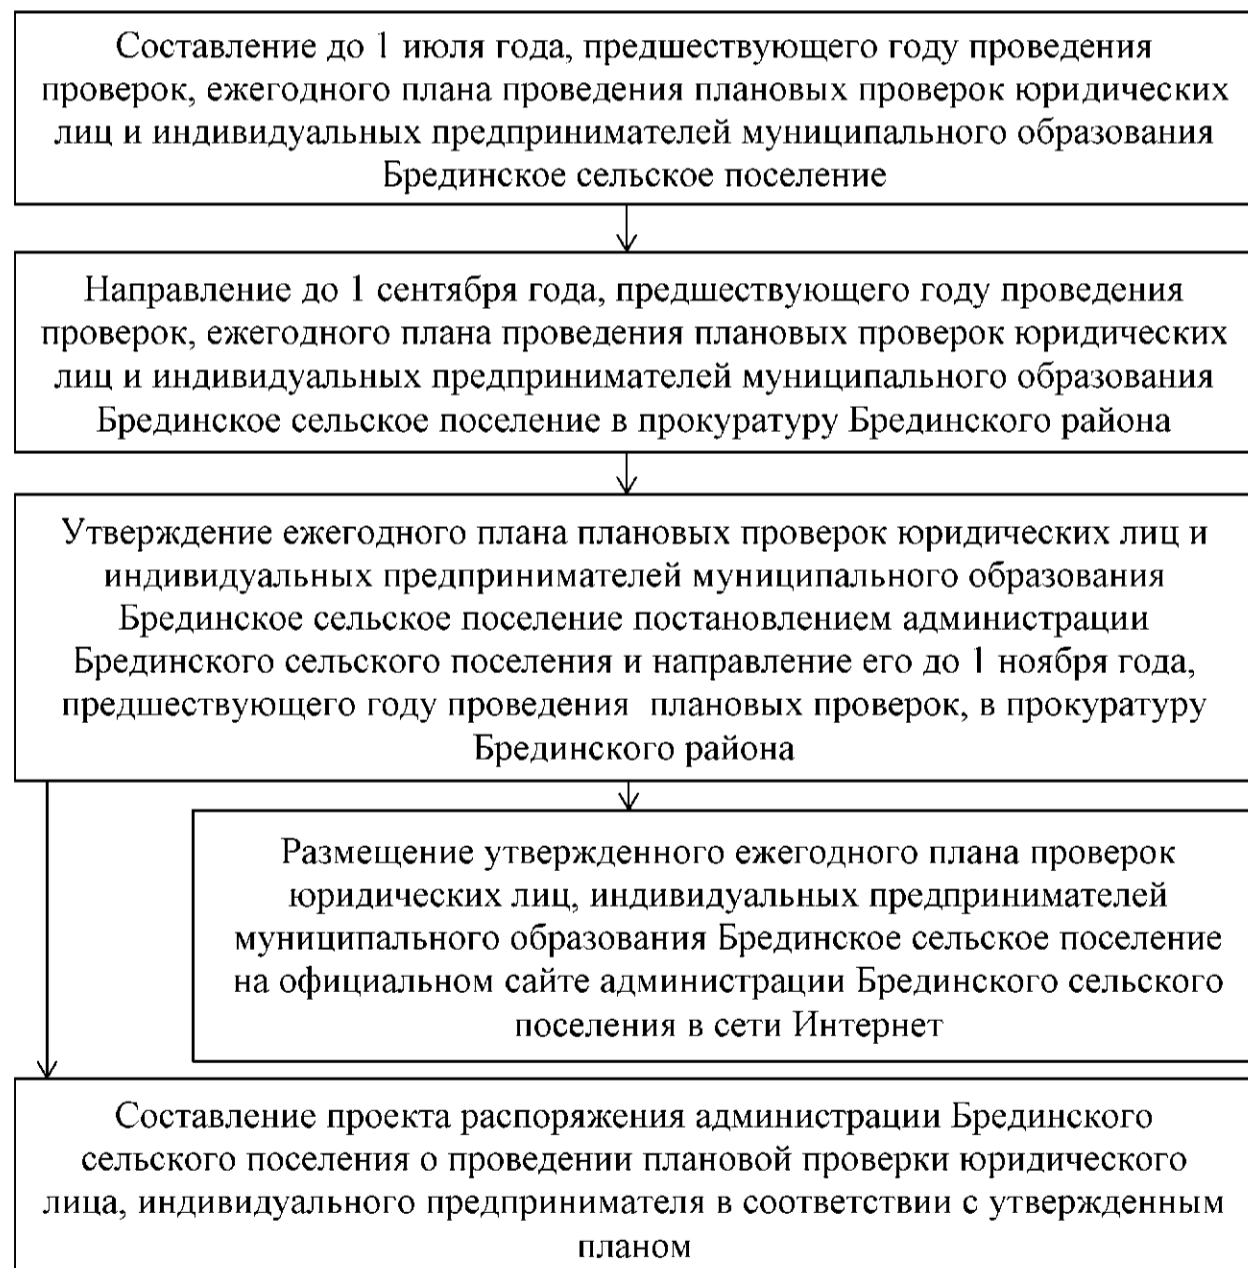 Составление до 1 июля года, предшествующего году проведения
проверок, ежегодного плана проведения плановых проверок юридических
лиц и индивидуальных предпринимателей муниципального образования
Брединское сельское поселение
Направление до 1 сентября года, предшествующего году проведения
проверок, ежегодного плана проведения плановых проверок юридических
лиц и индивидуальных предпринимателей муниципального образования
Брединское сельское поселение в прокуратуру Брединского района
Утверждение ежегодного плана плановых проверок юридических лиц и
индивидуальных предпринимателей муниципального образования
Брединское сельское поселение постановлением администрации
Брединского сельского поселения и направление его до 1 ноября года,
предшествующего году проведения плановых проверок, в прокуратуру
Брединского района
Размещение утвержденного ежегодного плана проверок
юридических лиц, индивидуальных предпринимателей
муниципального образования Брединское сельское поселение
на официальном сайте администрации Брединского сельского
поселения в сети Интернет
Составление проекта распоряжения администрации Брединского
сельского поселения о проведении плановой проверки юридического
лица, индивидуального предпринимателя в соответствии с утвержденным
планом